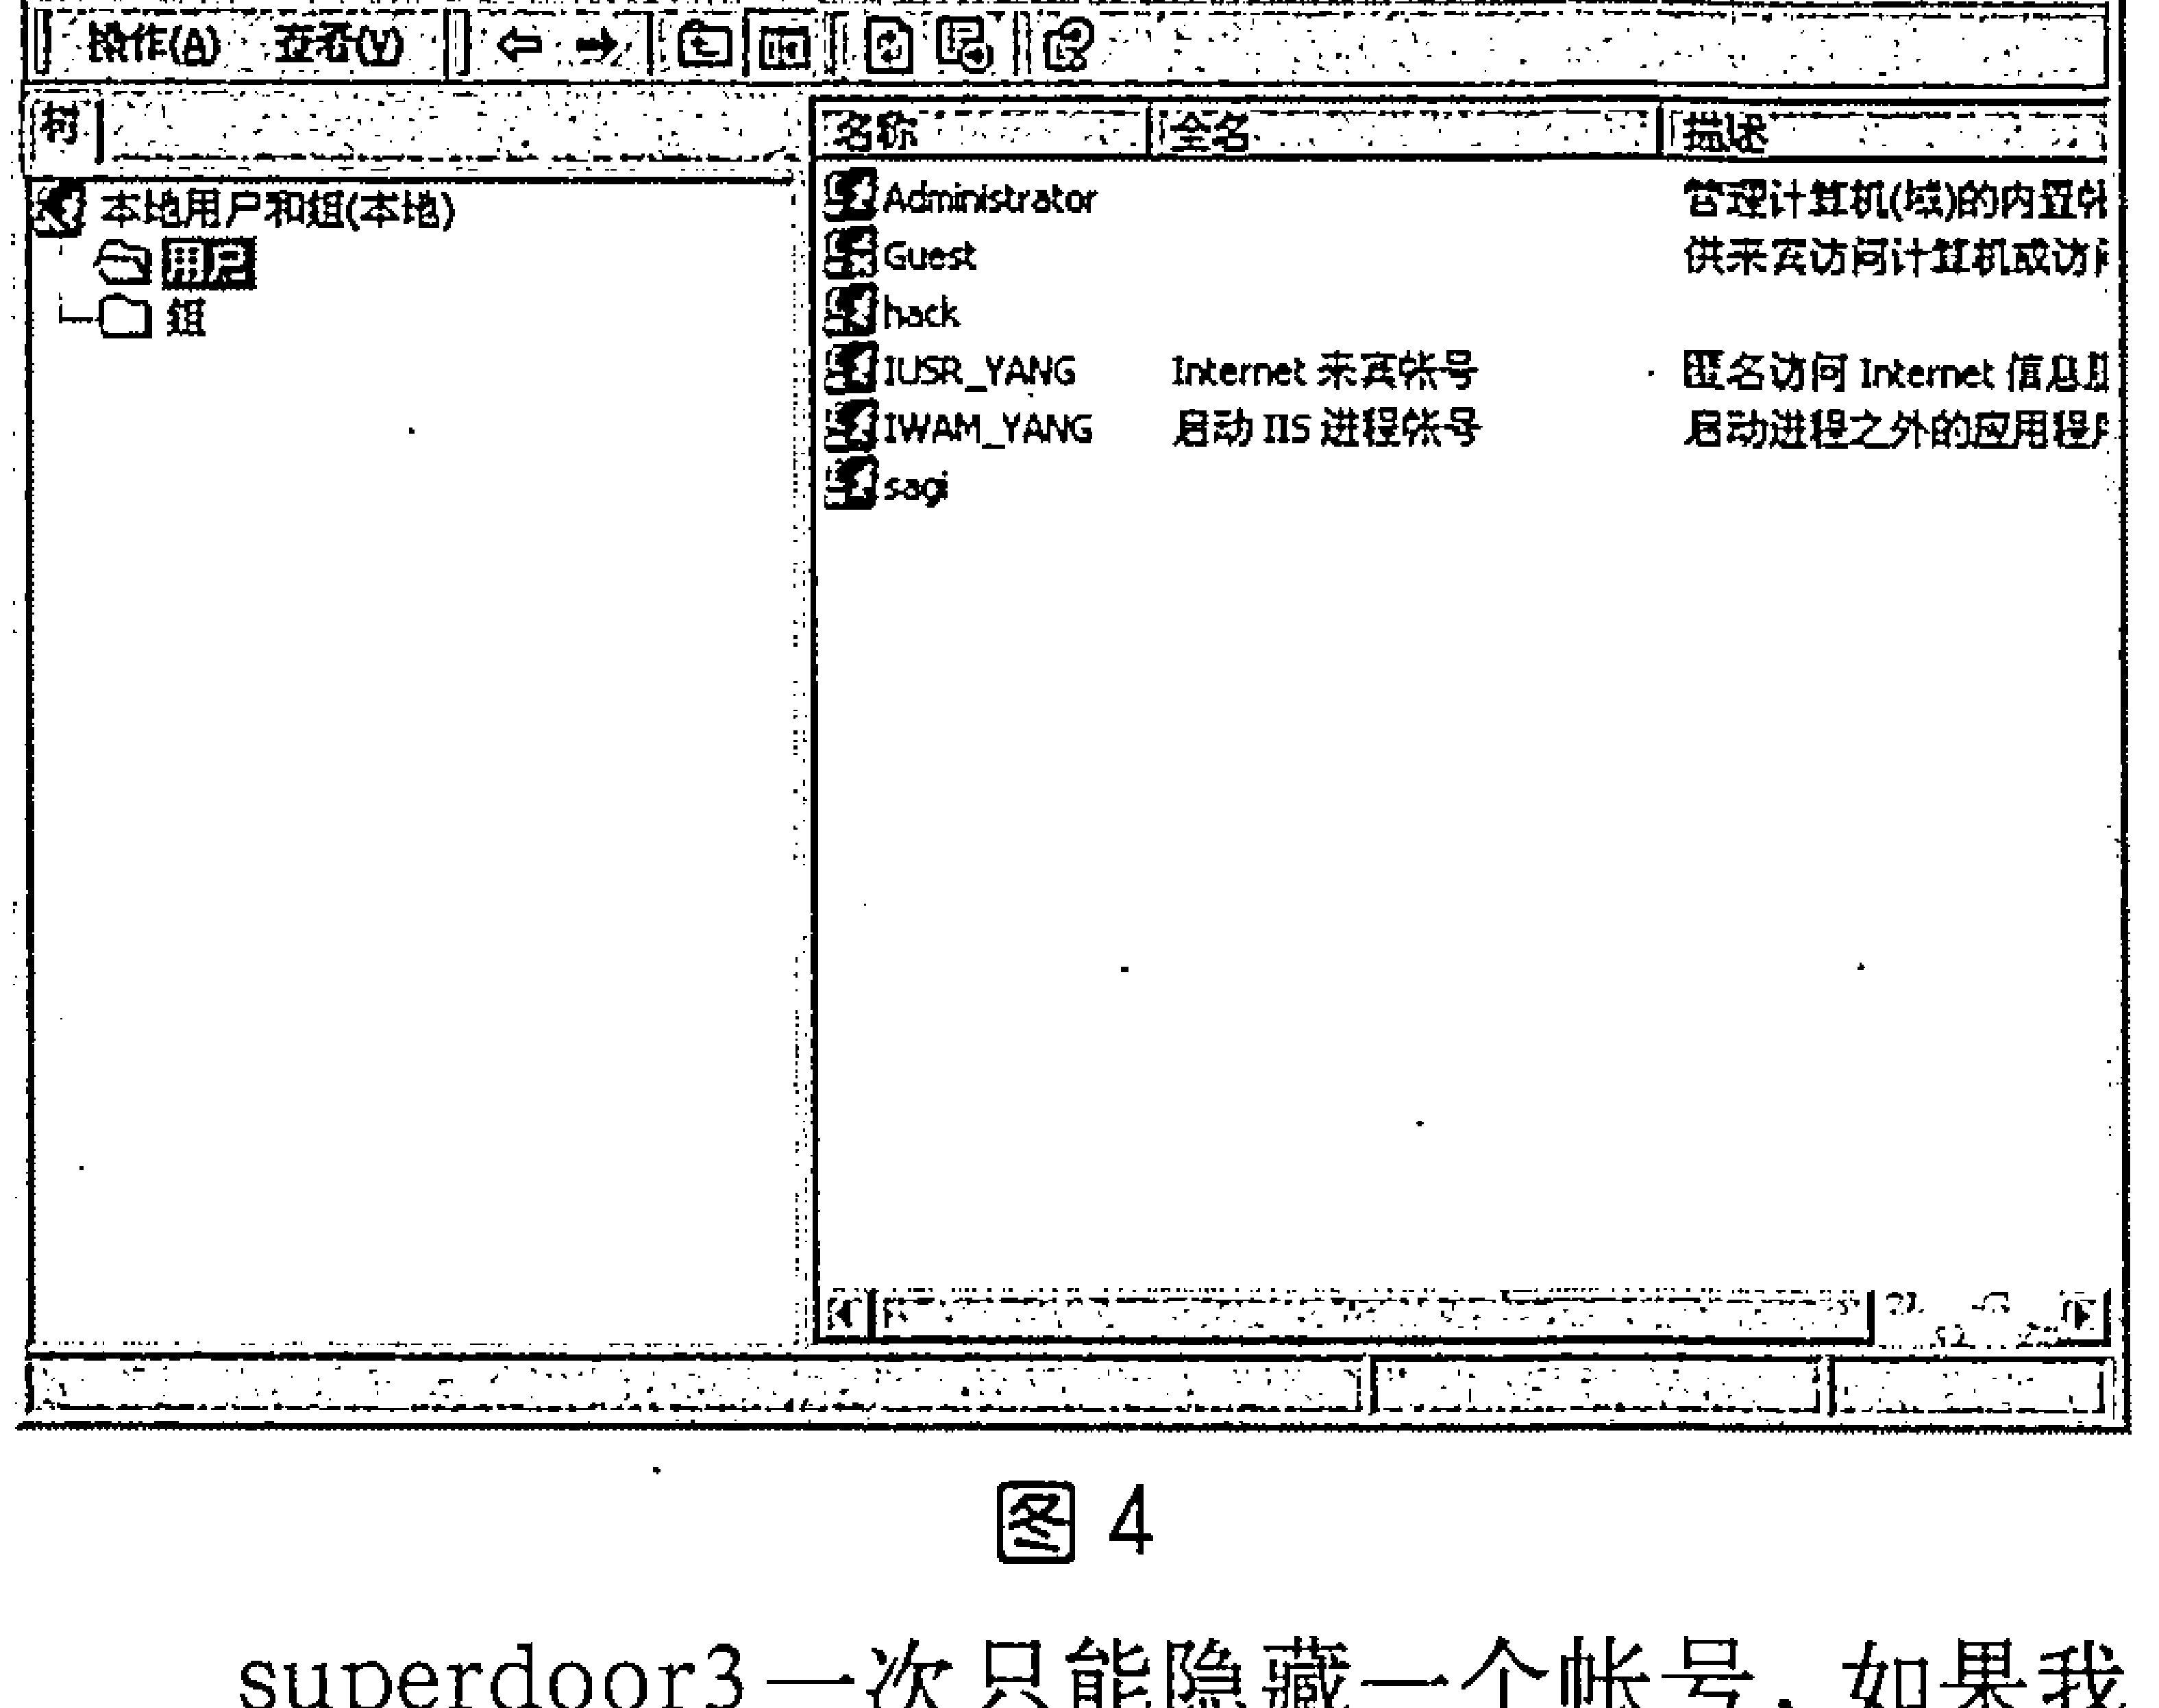 操作(A) 查看(V)
树
名称 全名 描述
本地用户和组(本地)
用户
组
Administrator 管理计算机(域)的内置帐
Guest 供来宾访问计算机或访问
hack
IUSR_YANG Internet 来宾帐号 匿名访问 Internet 信息服
IWAM_YANG 启动 IIS 进程帐号 启动进程之外的应用程序
sagi
图 4
superdoor3一次只能隐藏一个帐号，如果我